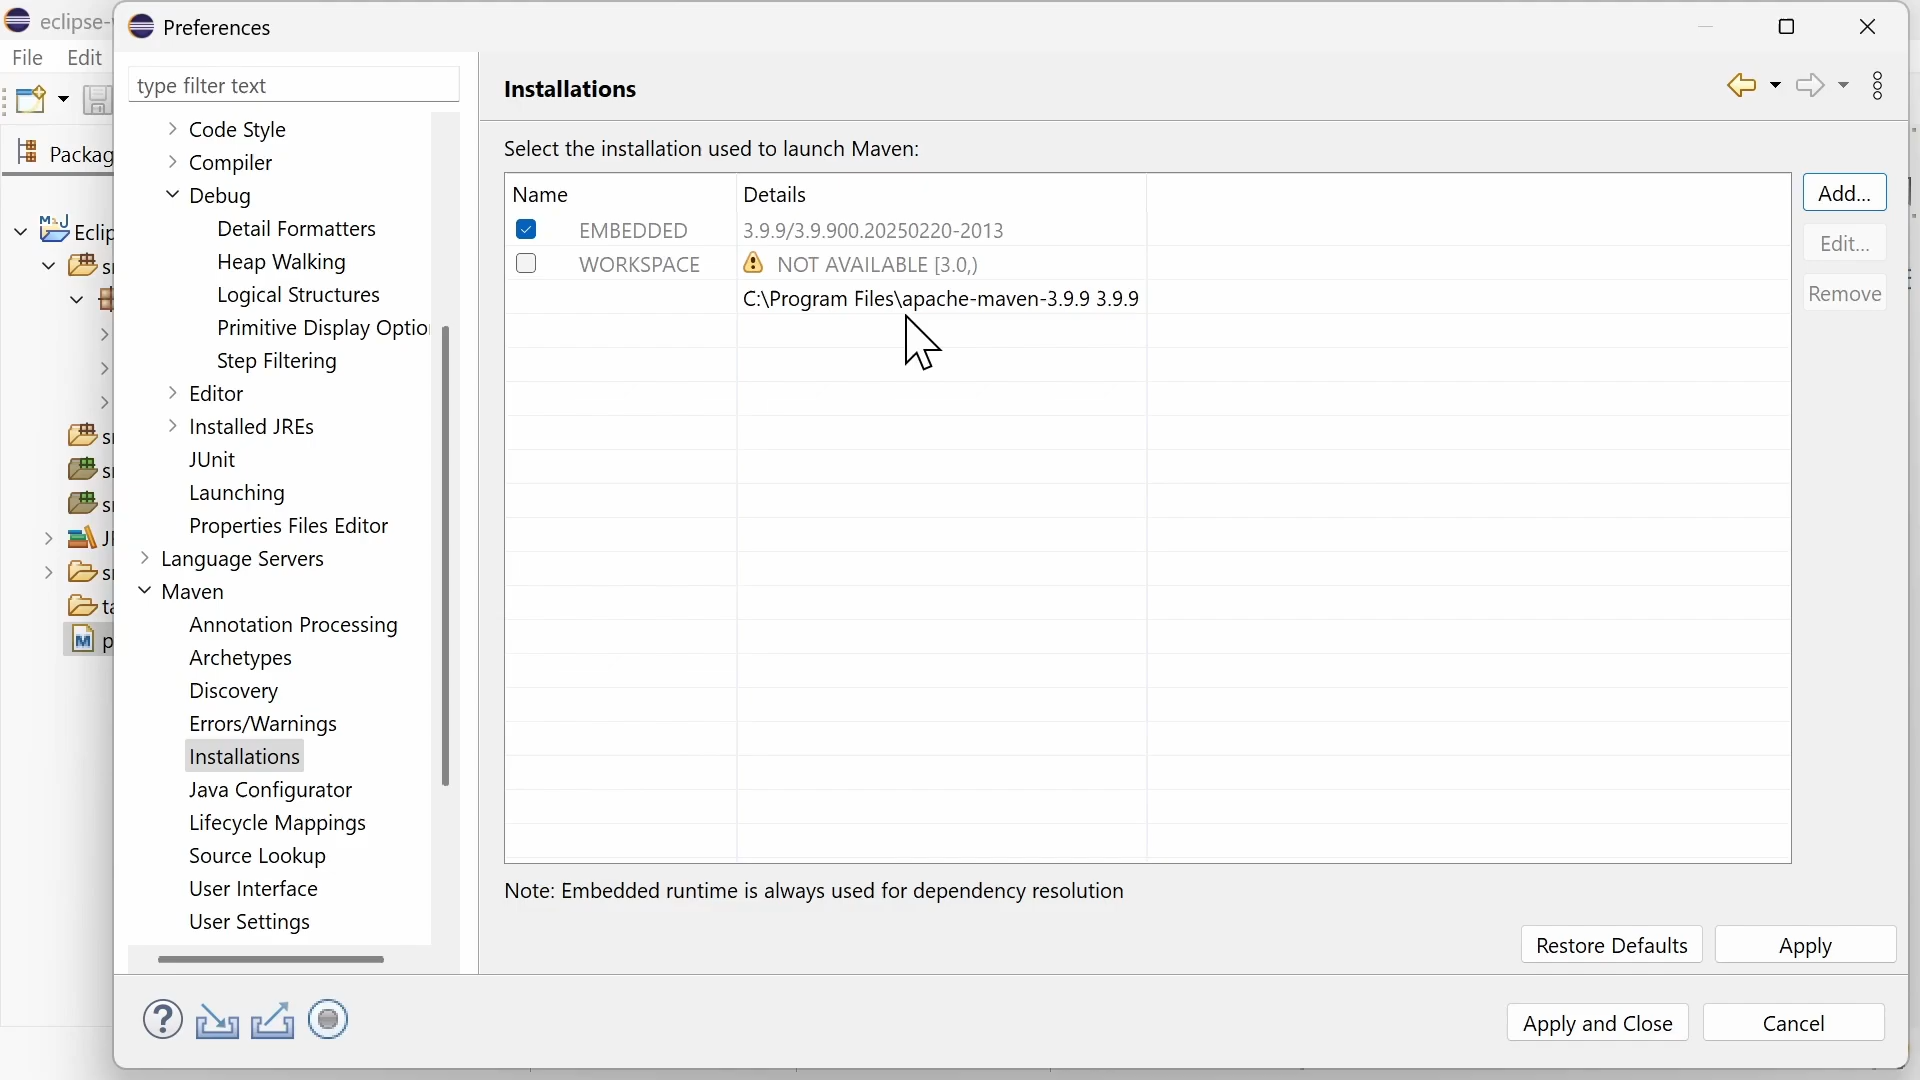 eclipse-
Preferences
File Edit
type filter text
Packag
Eclip
Code Style
Compiler
Debug
Detail Formatters
Heap Walking
Logical Structures
Primitive Display Optio
Step Filtering
Editor
Installed JREs
JUnit
Launching
Properties Files Editor
Language Servers
Maven
Annotation Processing
Archetypes
Discovery
Errors/Warnings
Installations
Java Configurator
Lifecycle Mappings
Source Lookup
User Interface
User Settings
Installations
Select the installation used to launch Maven:
Name Details
EMBEDDED 3.9.9/3.9.900.20250220-2013
WORKSPACE NOT AVAILABLE [3.0,)
C:\Program Files\apache-maven-3.9.9 3.9.9
Add...
Edit...
Remove
Note: Embedded runtime is always used for dependency resolution
Restore Defaults Apply
Apply and Close Cancel